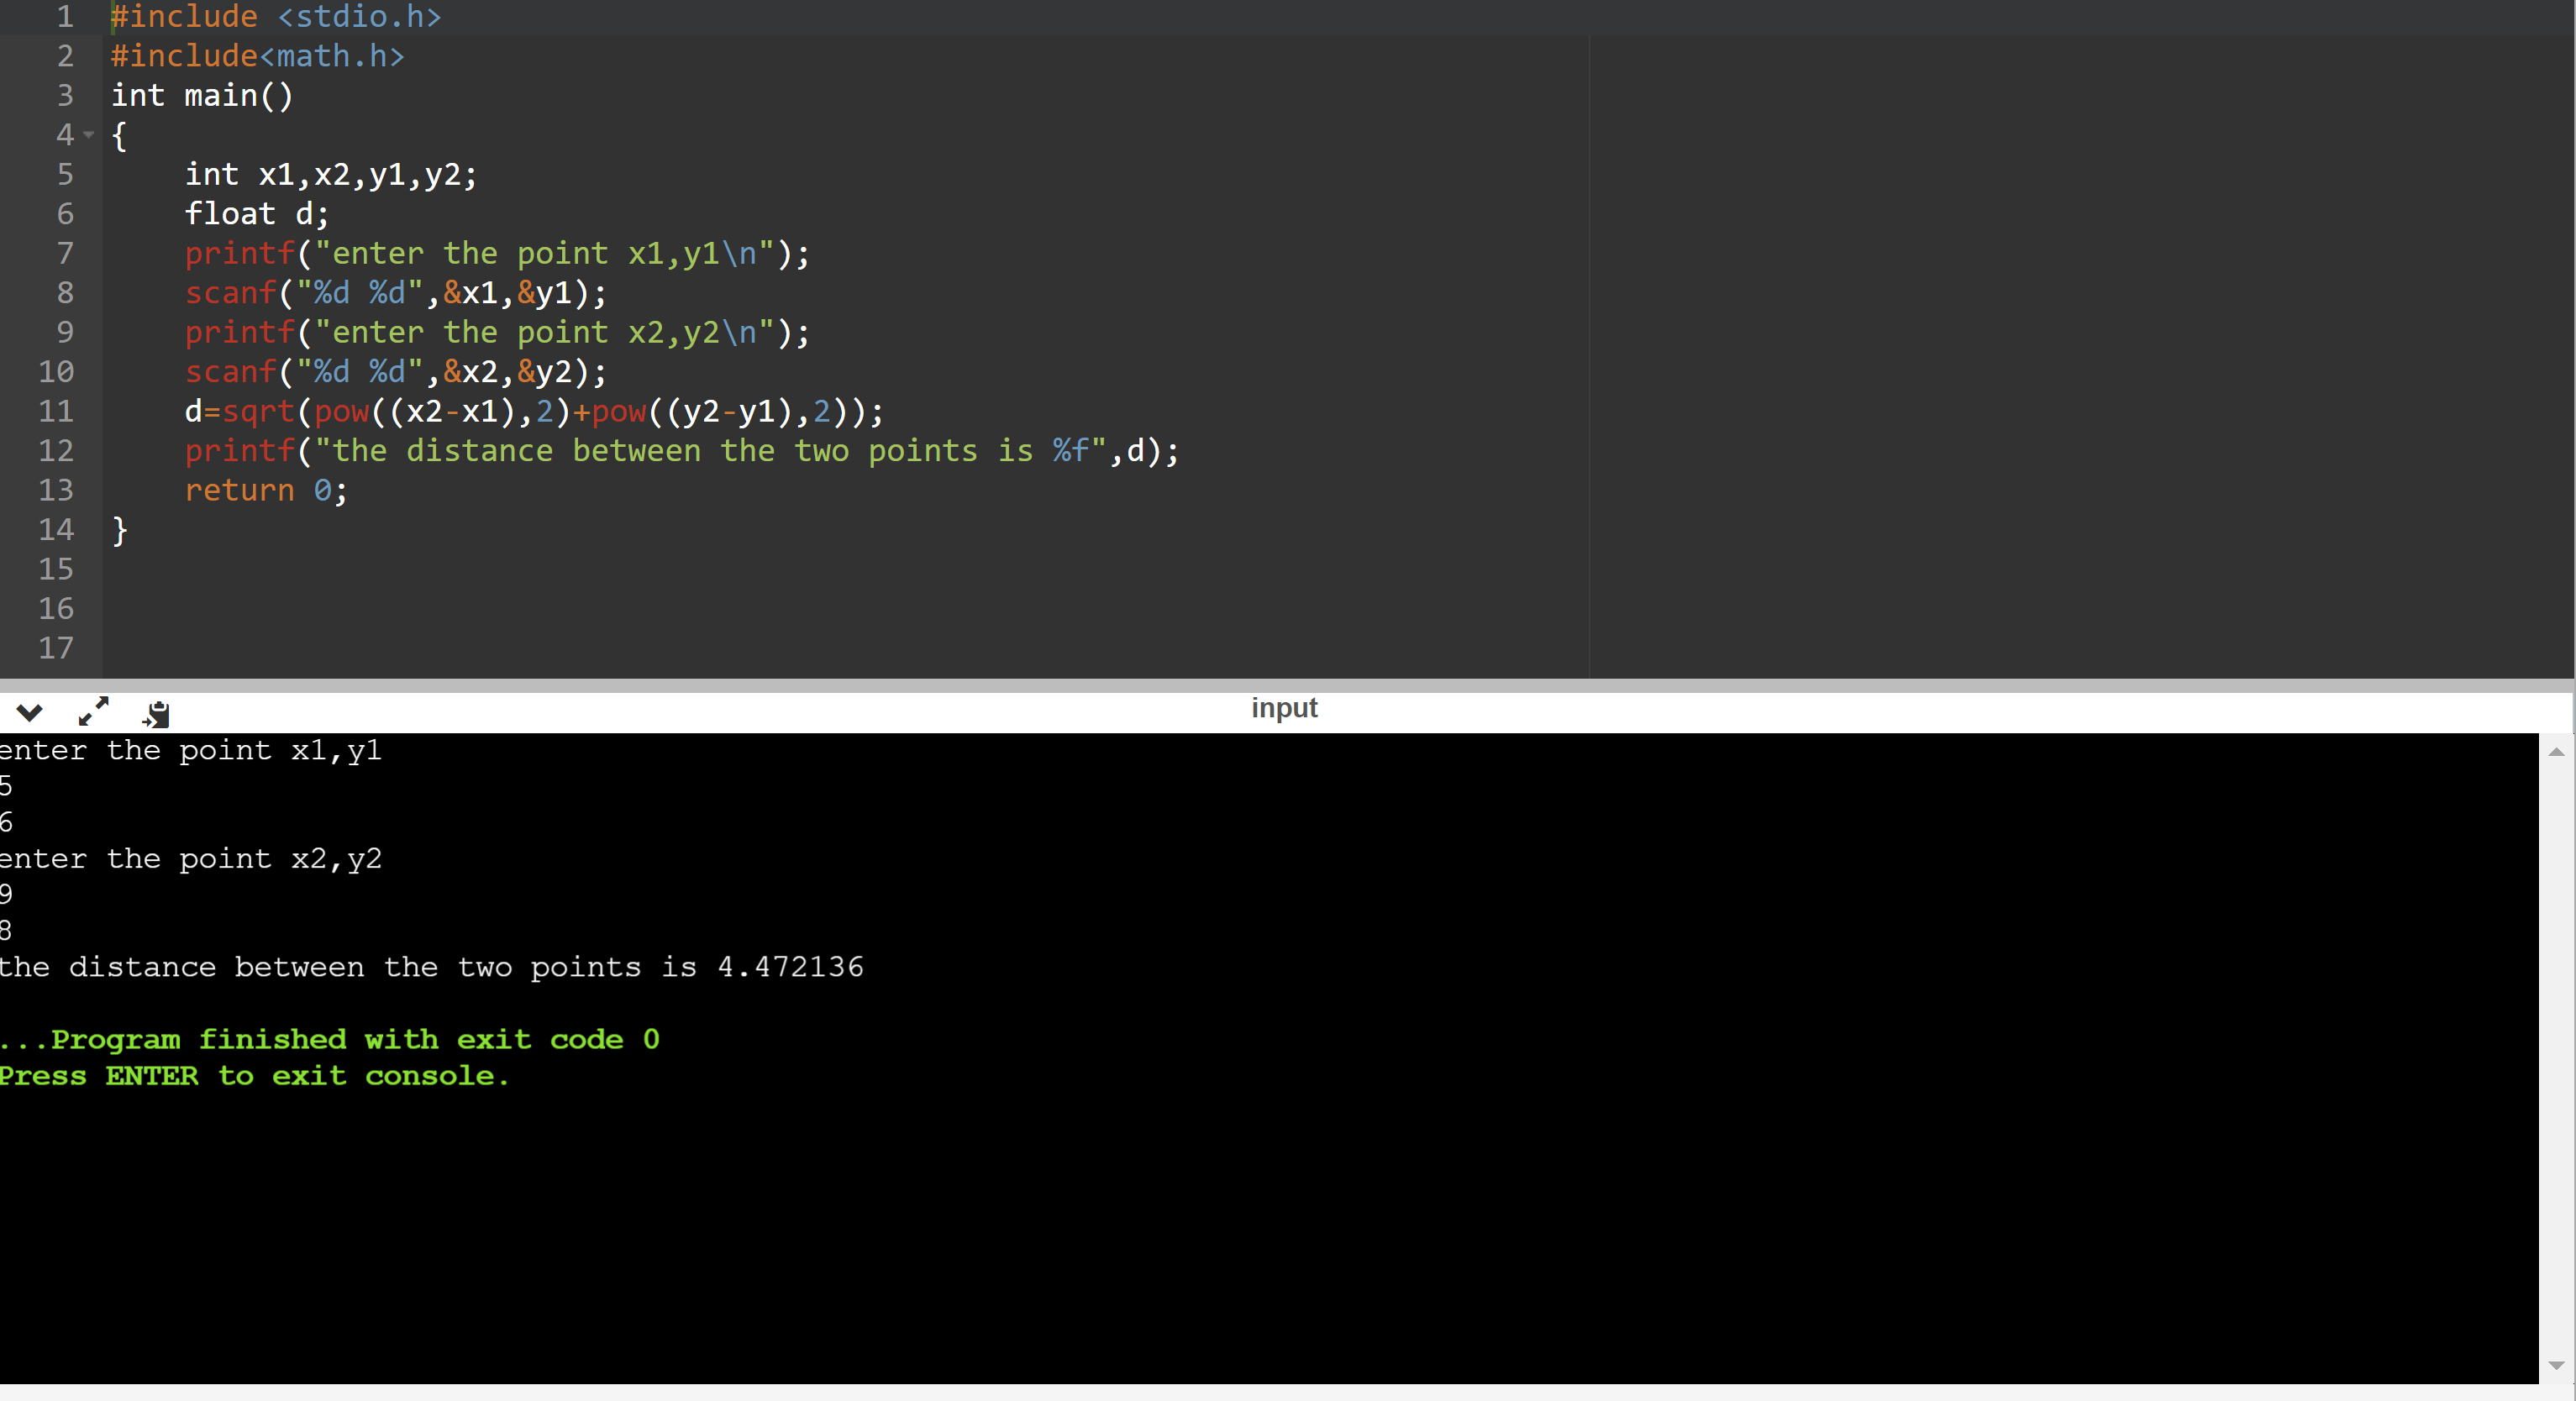 1 #include <stdio.h>
2 #include<math.h>
3 int main()
4 {
5     int x1,x2,y1,y2;
6     float d;
7     printf("enter the point x1,y1\n");
8     scanf("%d %d",&x1,&y1);
9     printf("enter the point x2,y2\n");
10     scanf("%d %d",&x2,&y2);
11     d=sqrt(pow((x2-x1),2)+pow((y2-y1),2));
12     printf("the distance between the two points is %f",d);
13     return 0;
14 }
15
16
17
input
enter the point x1,y1
5
6
enter the point x2,y2
9
8
the distance between the two points is 4.472136
...Program finished with exit code 0
Press ENTER to exit console.